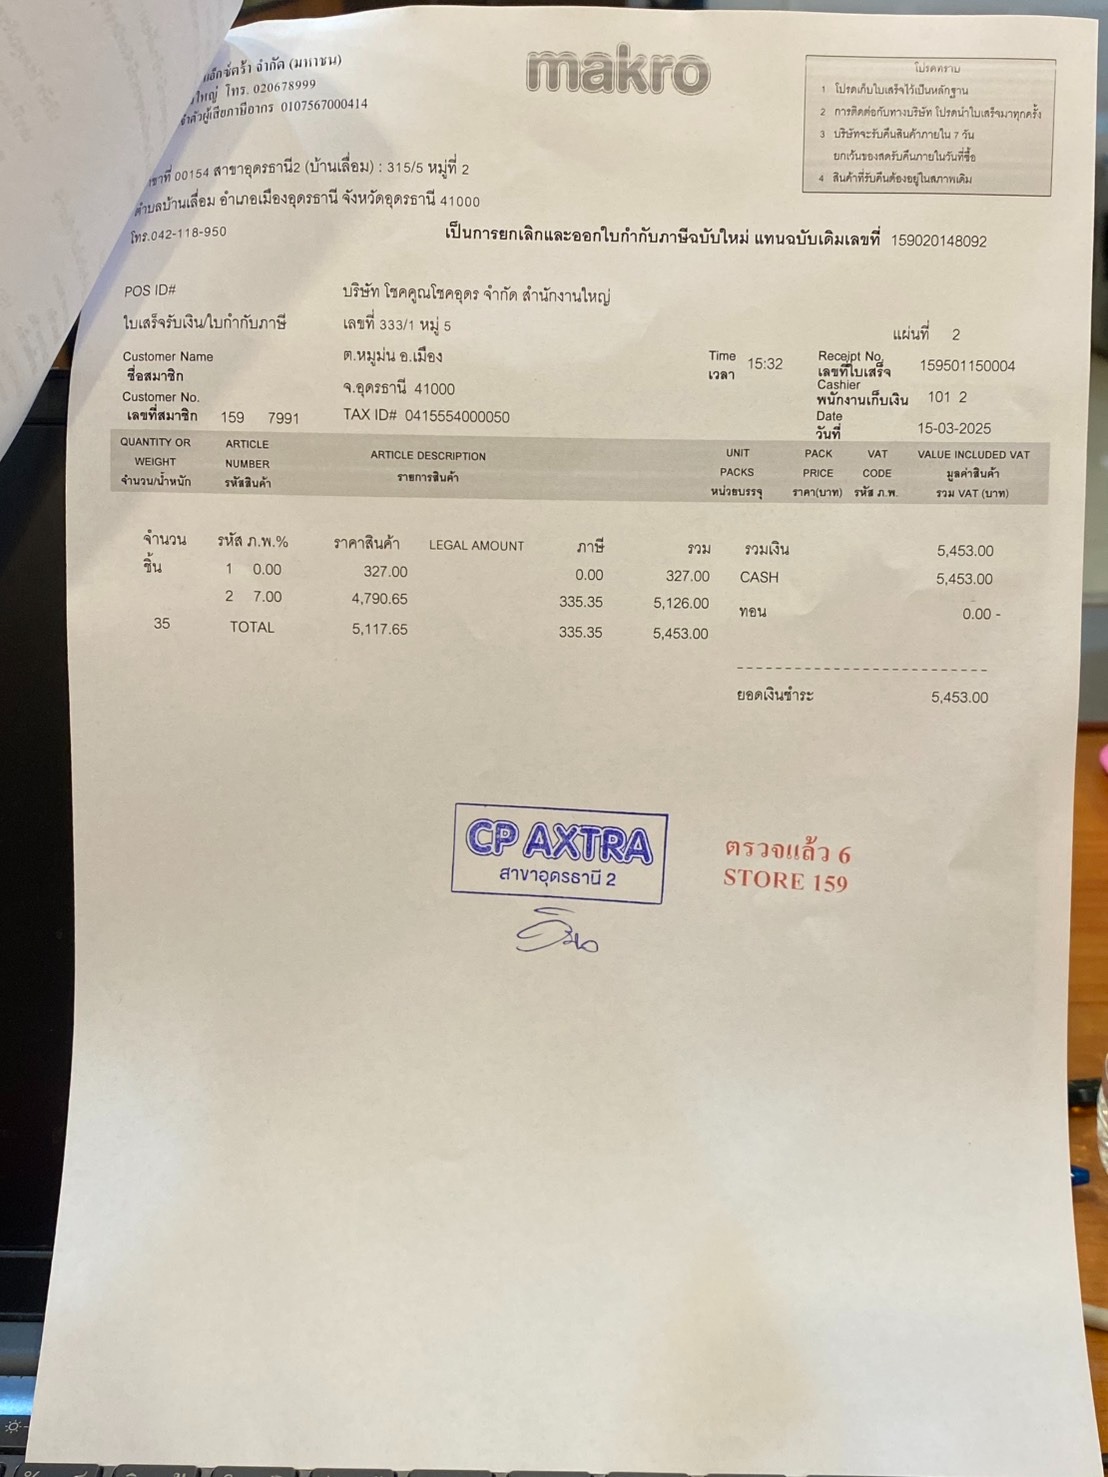 makro
แอ็กซ์ตร้า จำกัด (มหาชน)
ใหญ่ โทร. 020678999
ตัวผู้เสียภาษีอากร 0107567000414
โปรดทราบ
1 โปรดเก็บใบเสร็จไว้เป็นหลักฐาน
2 การติดต่อกับทางบริษัท โปรดนำใบเสร็จมาทุกครั้ง
3 บริษัทจะรับคืนสินค้าภายใน 7 วัน
ยกเว้นของสดรับคืนภายในวันที่ซื้อ
4 สินค้าที่รับคืนต้องอยู่ในสภาพเดิม
ขาที่ 00154 สาขาอุดรธานี2 (บ้านเลื่อม) : 315/5 หมู่ที่ 2
ตำบลบ้านเลื่อม อำเภอเมืองอุดรธานี จังหวัดอุดรธานี 41000
โทร.042-118-950
เป็นการยกเลิกและออกใบกำกับภาษีฉบับใหม่ แทนฉบับเดิมเลขที่ 159020148092
POS ID#
บริษัท โชคคูณโชคอุดร จำกัด สำนักงานใหญ่
ใบเสร็จรับเงิน/ใบกำกับภาษี
เลขที่ 333/1 หมู่ 5
แผ่นที่ 2
Customer Name
ชื่อสมาชิก
ต.หมูม่น อ.เมือง
Time 15:32
เวลา
Receipt No. 159501150004
เลขที่ใบเสร็จ
จ.อุดรธานี 41000
Cashier
พนักงานเก็บเงิน 101 2
Customer No.
เลขที่สมาชิก 159 7991
TAX ID# 0415554000050
Date
วันที่ 15-03-2025
QUANTITY OR ARTICLE ARTICLE DESCRIPTION UNIT PACK VAT VALUE INCLUDED VAT
WEIGHT NUMBER รายการสินค้า PACKS PRICE CODE มูลค่าสินค้า
จำนวน/น้ำหนัก รหัสสินค้า หน่วยบรรจุ ราคา(บาท) รหัส ภ.พ. รวม VAT (บาท)
จำนวน รหัส ภ.พ.% ราคาสินค้า LEGAL AMOUNT ภาษี รวม รวมเงิน 5,453.00
ชิ้น 1 0.00 327.00 0.00 327.00 CASH 5,453.00
2 7.00 4,790.65 335.35 5,126.00 ทอน 0.00 -
35 TOTAL 5,117.65 335.35 5,453.00
ยอดเงินชำระ 5,453.00
CP AXTRA
สาขาอุดรธานี 2
ตรวจแล้ว 6
STORE 159